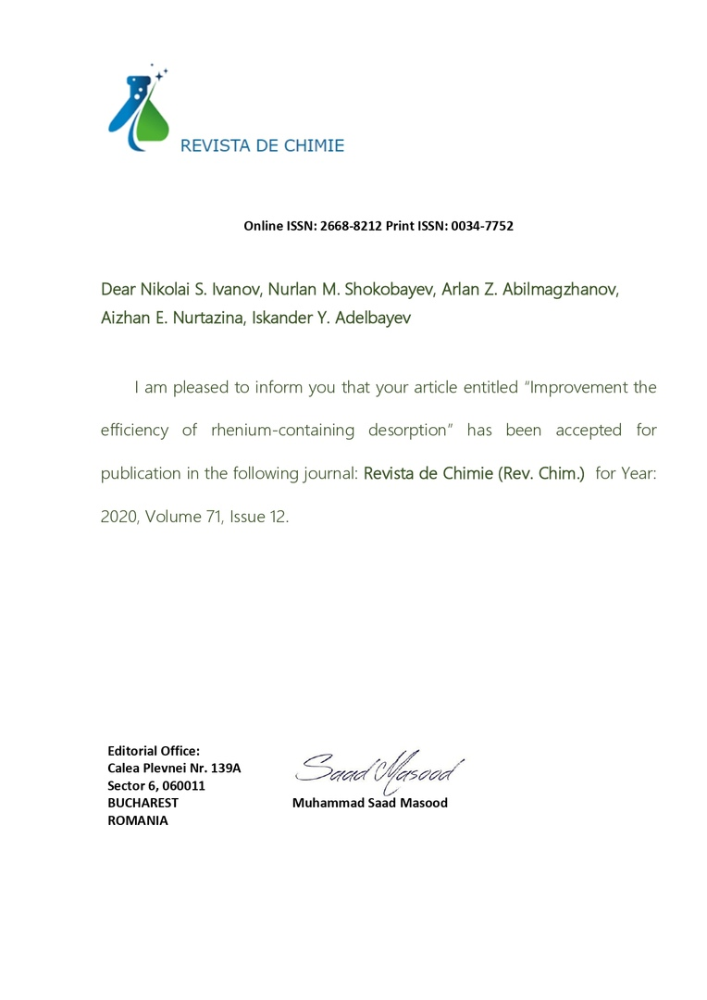 REVISTA DE CHIMIE
Online ISSN: 2668-8212 Print ISSN: 0034-7752
Dear Nikolai S. Ivanov, Nurlan M. Shokobayev, Arlan Z. Abilmagzhanov,
Aizhan E. Nurtazina, Iskander Y. Adelbayev
I am pleased to inform you that your article entitled “Improvement the
efficiency of rhenium-containing desorption” has been accepted for
publication in the following journal: Revista de Chimie (Rev. Chim.) for Year:
2020, Volume 71, Issue 12.
Editorial Office:
Calea Plevnei Nr. 139A
Sector 6, 060011
BUCHAREST
ROMANIA
Saad Masood
Muhammad Saad Masood